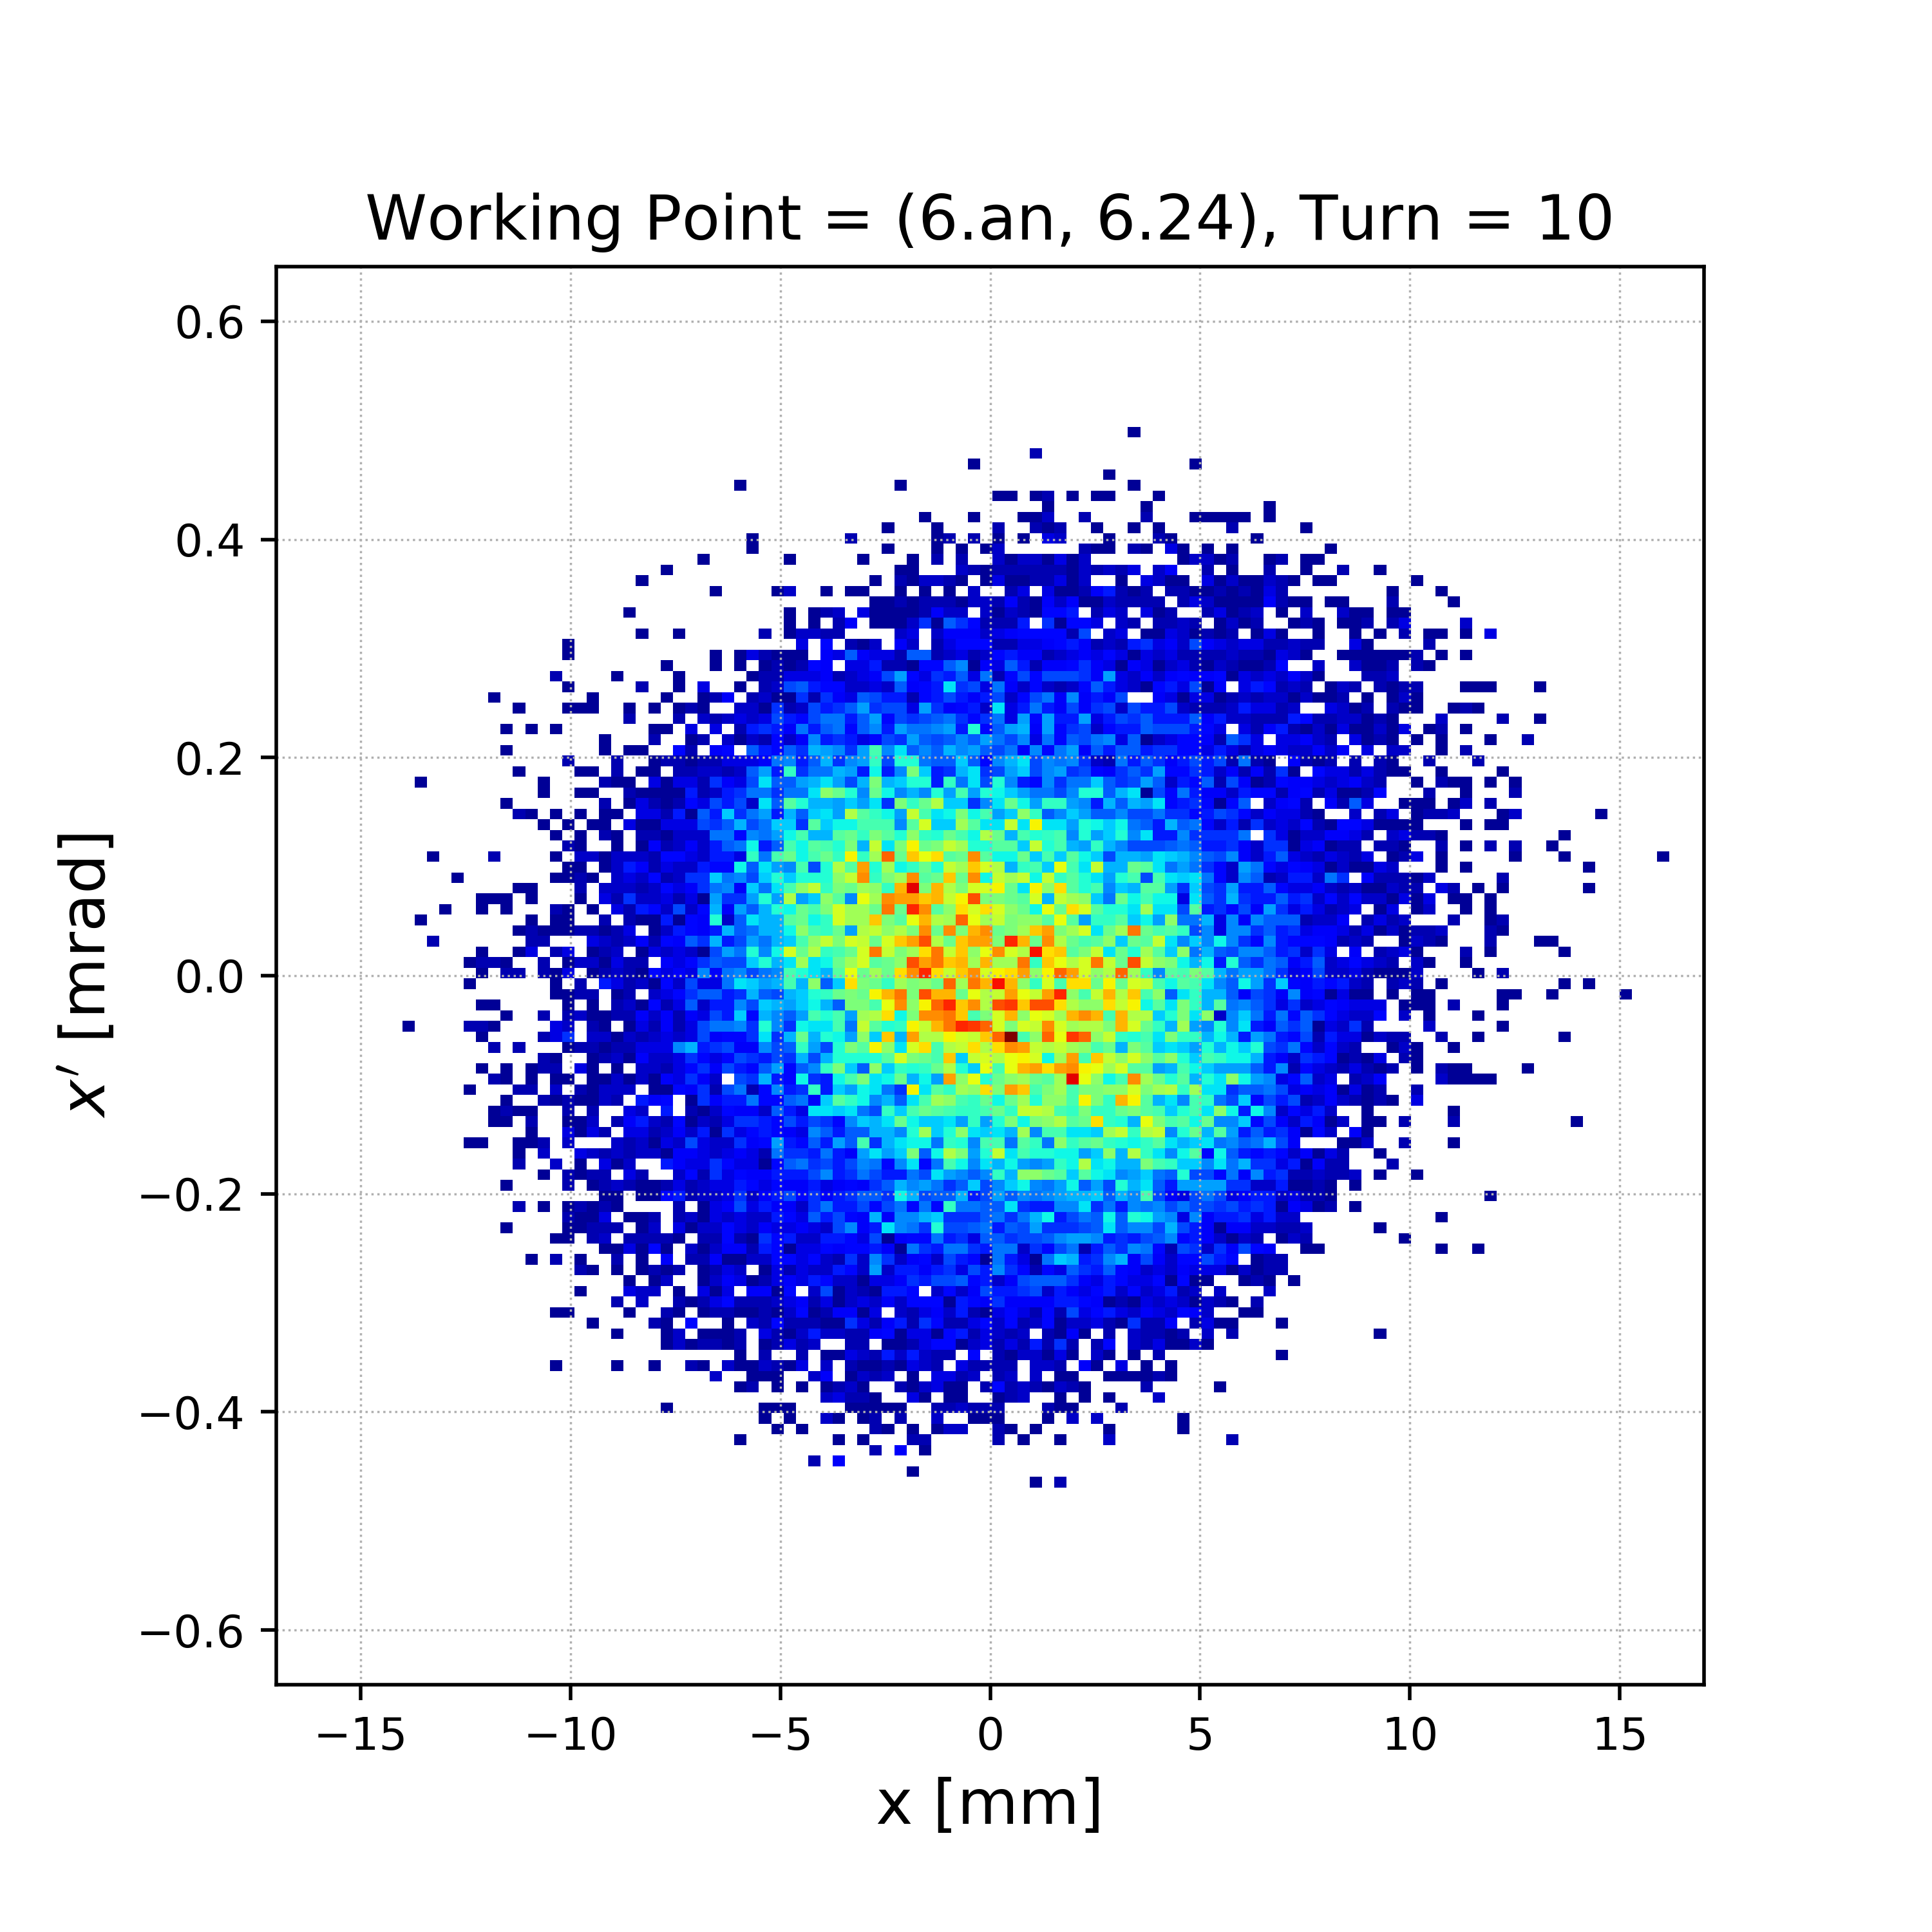 Working Point = (6.an, 6.24), Turn = 10
0.6
0.4
0.2
0.0
−0.2
−0.4
−0.6
x′ [mrad]
−15 −10 −5 0 5 10 15
x [mm]